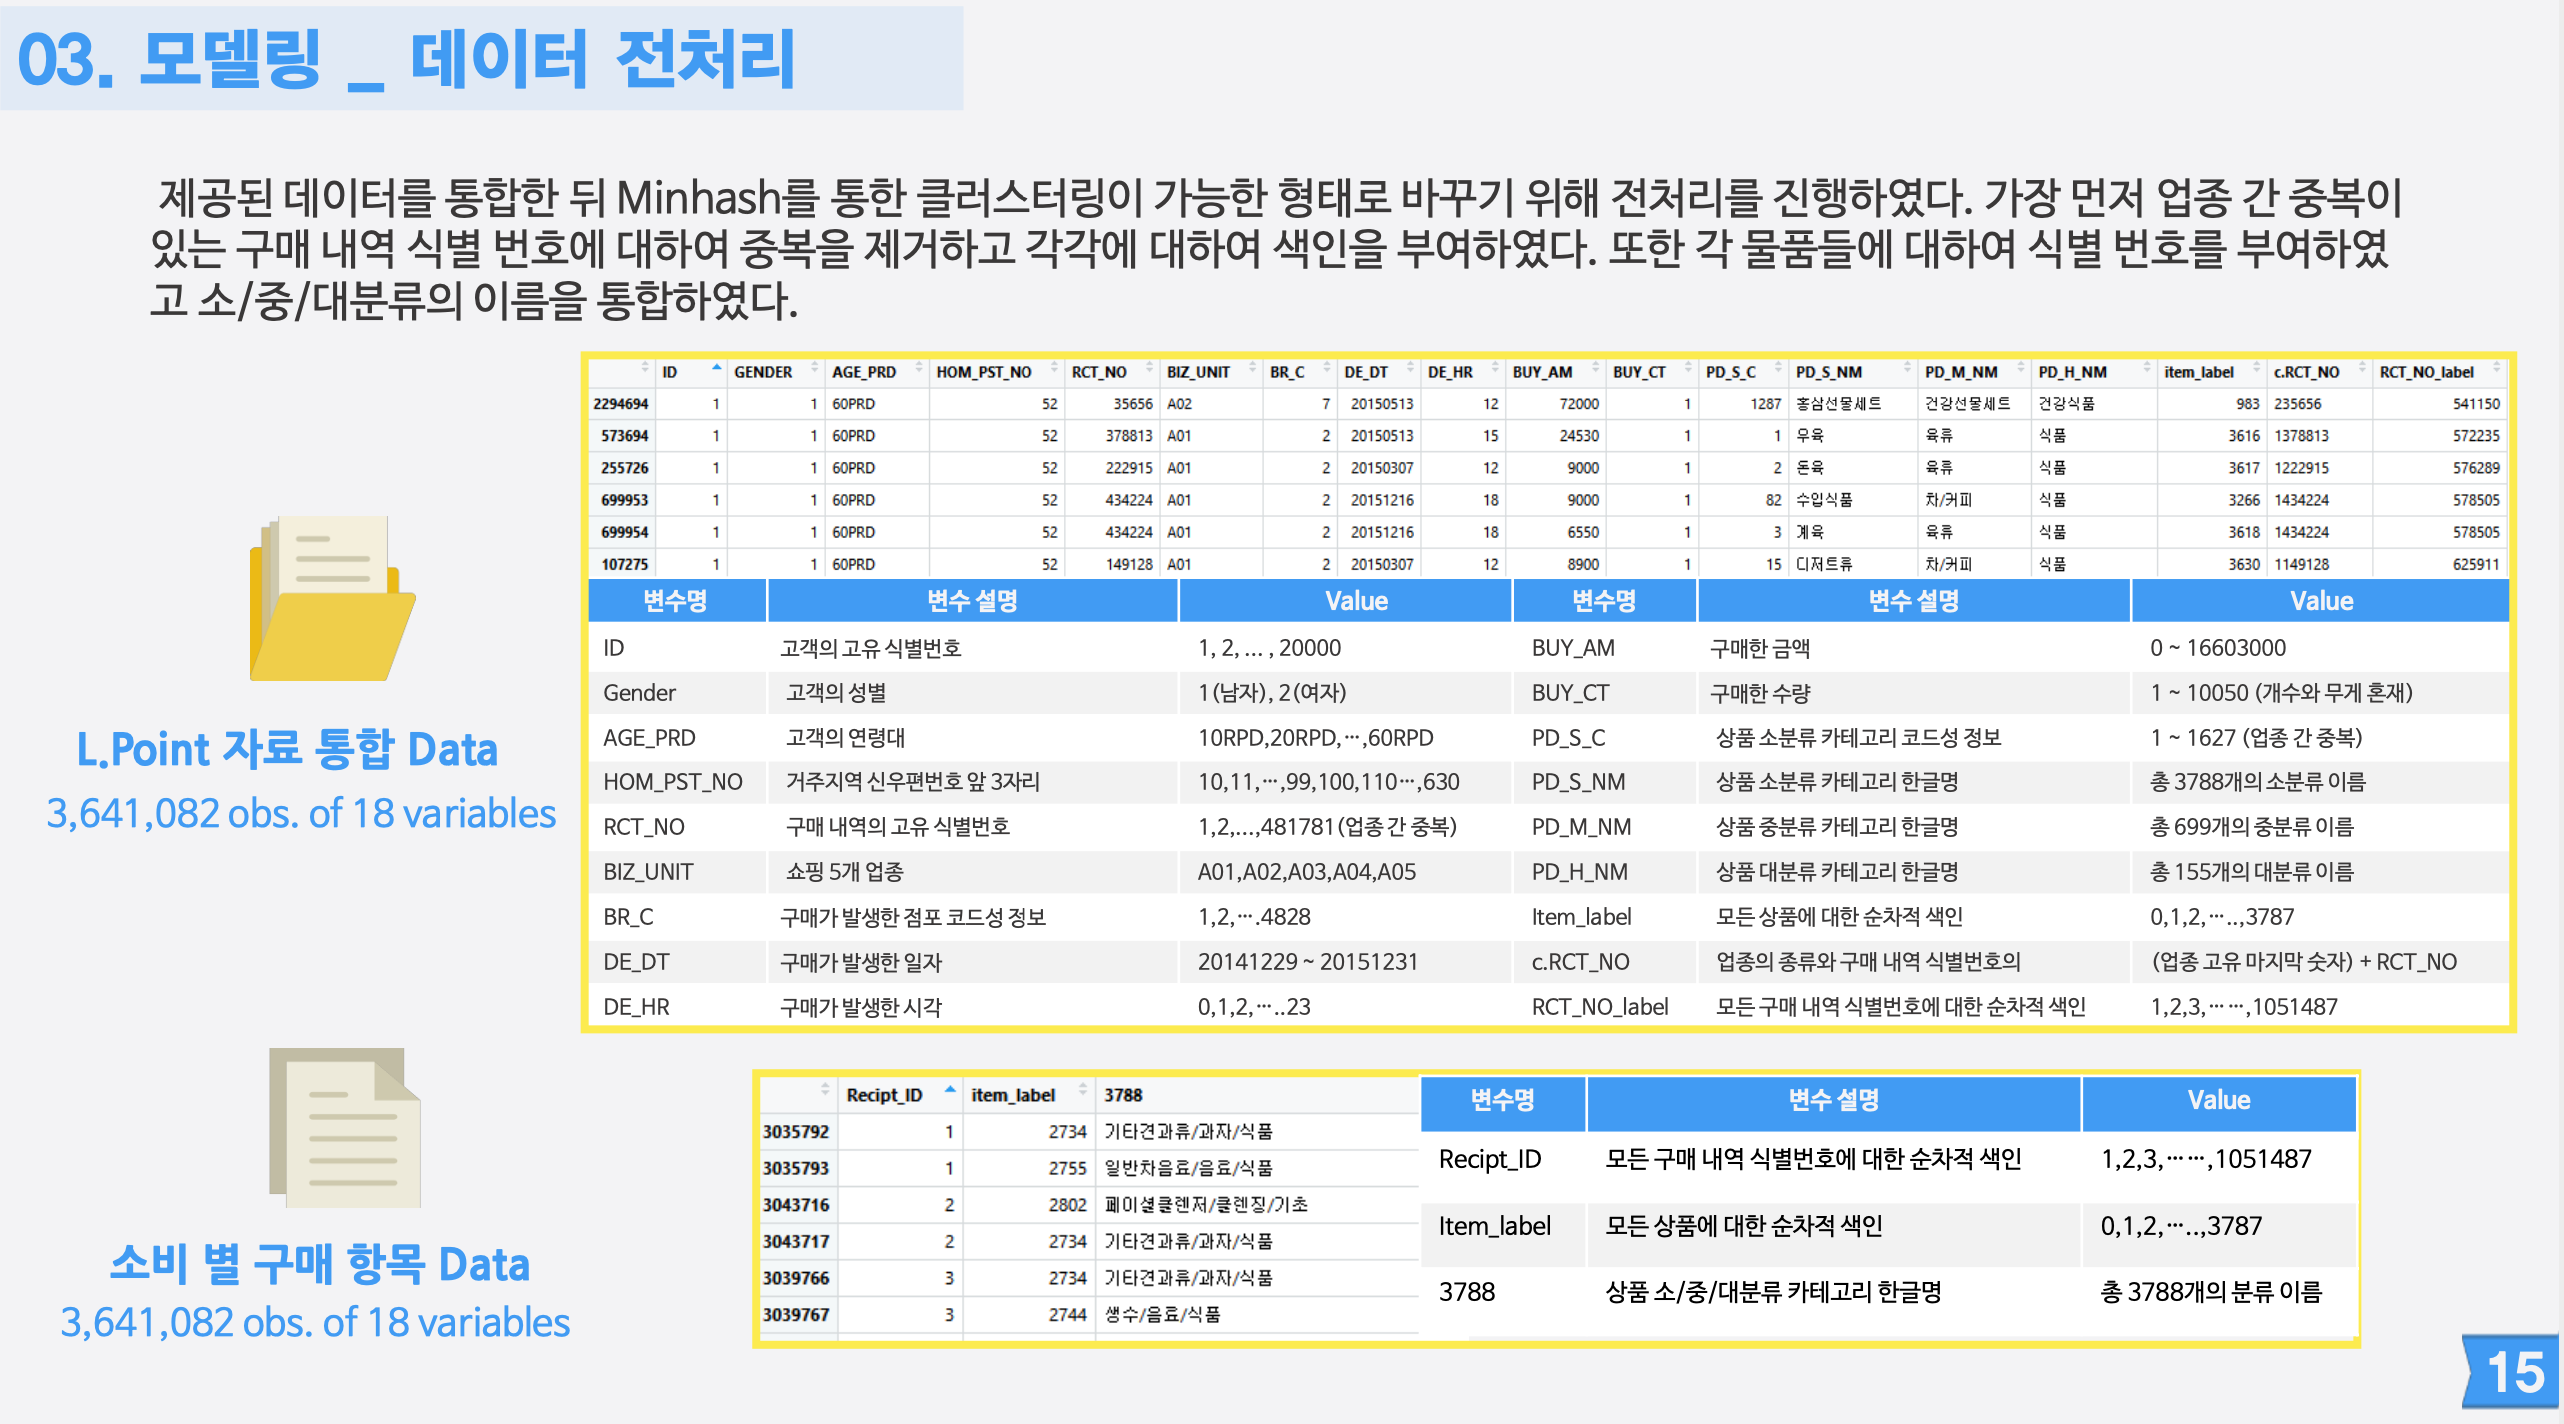 03. 모델링 _ 데이터 전처리
제공된 데이터를 통합한 뒤 Minhash를 통한 클러스터링이 가능한 형태로 바꾸기 위해 전처리를 진행하였다. 가장 먼저 업종 간 중복이
있는 구매 내역 식별 번호에 대하여 중복을 제거하고 각각에 대하여 색인을 부여하였다. 또한 각 물품들에 대하여 식별 번호를 부여하였
고 소/중/대분류의 이름을 통합하였다.
L.Point 자료 통합 Data
3,641,082 obs. of 18 variables
ID GENDER AGE_PRD HOM_PST_NO RCT_NO BIZ_UNIT BR_C DE_DT DE_HR BUY_AM BUY_CT PD_S_C PD_S_NM PD_M_NM PD_H_NM item_label c.RCT_NO RCT_NO_label
2294694 1 1 60PRD 52 35656 A02 7 20150513 12 72000 1 1287 홍삼선물세트 건강선물세트 건강식품 983 235656 541150
573694 1 1 60PRD 52 378813 A01 2 20150513 15 24530 1 1 우육 육류 식품 3616 1378813 572235
255726 1 1 60PRD 52 222915 A01 2 20150307 12 9000 1 2 돈육 육류 식품 3617 1222915 576289
699953 1 1 60PRD 52 434224 A01 2 20151216 18 9000 1 82 수입식품 차/커피 식품 3266 1434224 578505
699954 1 1 60PRD 52 434224 A01 2 20151216 18 6550 1 3 계육 육류 식품 3618 1434224 578505
107275 1 1 60PRD 52 149128 A01 2 20150307 12 8900 1 15 디저트류 차/커피 식품 3630 1149128 625911
변수명 변수 설명 Value 변수명 변수 설명 Value
ID 고객의 고유 식별번호 1, 2, ... , 20000 BUY_AM 구매한 금액 0 ~ 16603000
Gender 고객의 성별 1(남자), 2(여자) BUY_CT 구매한 수량 1 ~ 10050 (개수와 무게 혼재)
AGE_PRD 고객의 연령대 10RPD,20RPD,…,60RPD PD_S_C 상품 소분류 카테고리 코드성 정보 1 ~ 1627 (업종 간 중복)
HOM_PST_NO 거주지역 신우편번호 앞 3자리 10,11,…,99,100,110…,630 PD_S_NM 상품 소분류 카테고리 한글명 총 3788개의 소분류 이름
RCT_NO 구매 내역의 고유 식별번호 1,2,...,481781(업종 간 중복) PD_M_NM 상품 중분류 카테고리 한글명 총 699개의 중분류 이름
BIZ_UNIT 쇼핑 5개 업종 A01,A02,A03,A04,A05 PD_H_NM 상품 대분류 카테고리 한글명 총 155개의 대분류 이름
BR_C 구매가 발생한 점포 코드성 정보 1,2,….4828 Item_label 모든 상품에 대한 순차적 색인 0,1,2,…..,3787
DE_DT 구매가 발생한 일자 20141229 ~ 20151231 c.RCT_NO 업종의 종류와 구매 내역 식별번호의 (업종 고유 마지막 숫자) + RCT_NO
DE_HR 구매가 발생한 시각 0,1,2,…..23 RCT_NO_label 모든 구매 내역 식별번호에 대한 순차적 색인 1,2,3,……,1051487
소비 별 구매 항목 Data
3,641,082 obs. of 18 variables
Recipt_ID item_label 3788
3035792 1 2734 기타견과류/과자/식품
3035793 1 2755 일반차음료/음료/식품
3043716 2 2802 페이셜클렌저/클렌징/기초
3043717 2 2734 기타견과류/과자/식품
3039766 3 2734 기타견과류/과자/식품
3039767 3 2744 생수/음료/식품
변수명 변수 설명 Value
Recipt_ID 모든 구매 내역 식별번호에 대한 순차적 색인 1,2,3,……,1051487
Item_label 모든 상품에 대한 순차적 색인 0,1,2,…..,3787
3788 상품 소/중/대분류 카테고리 한글명 총 3788개의 분류 이름
15